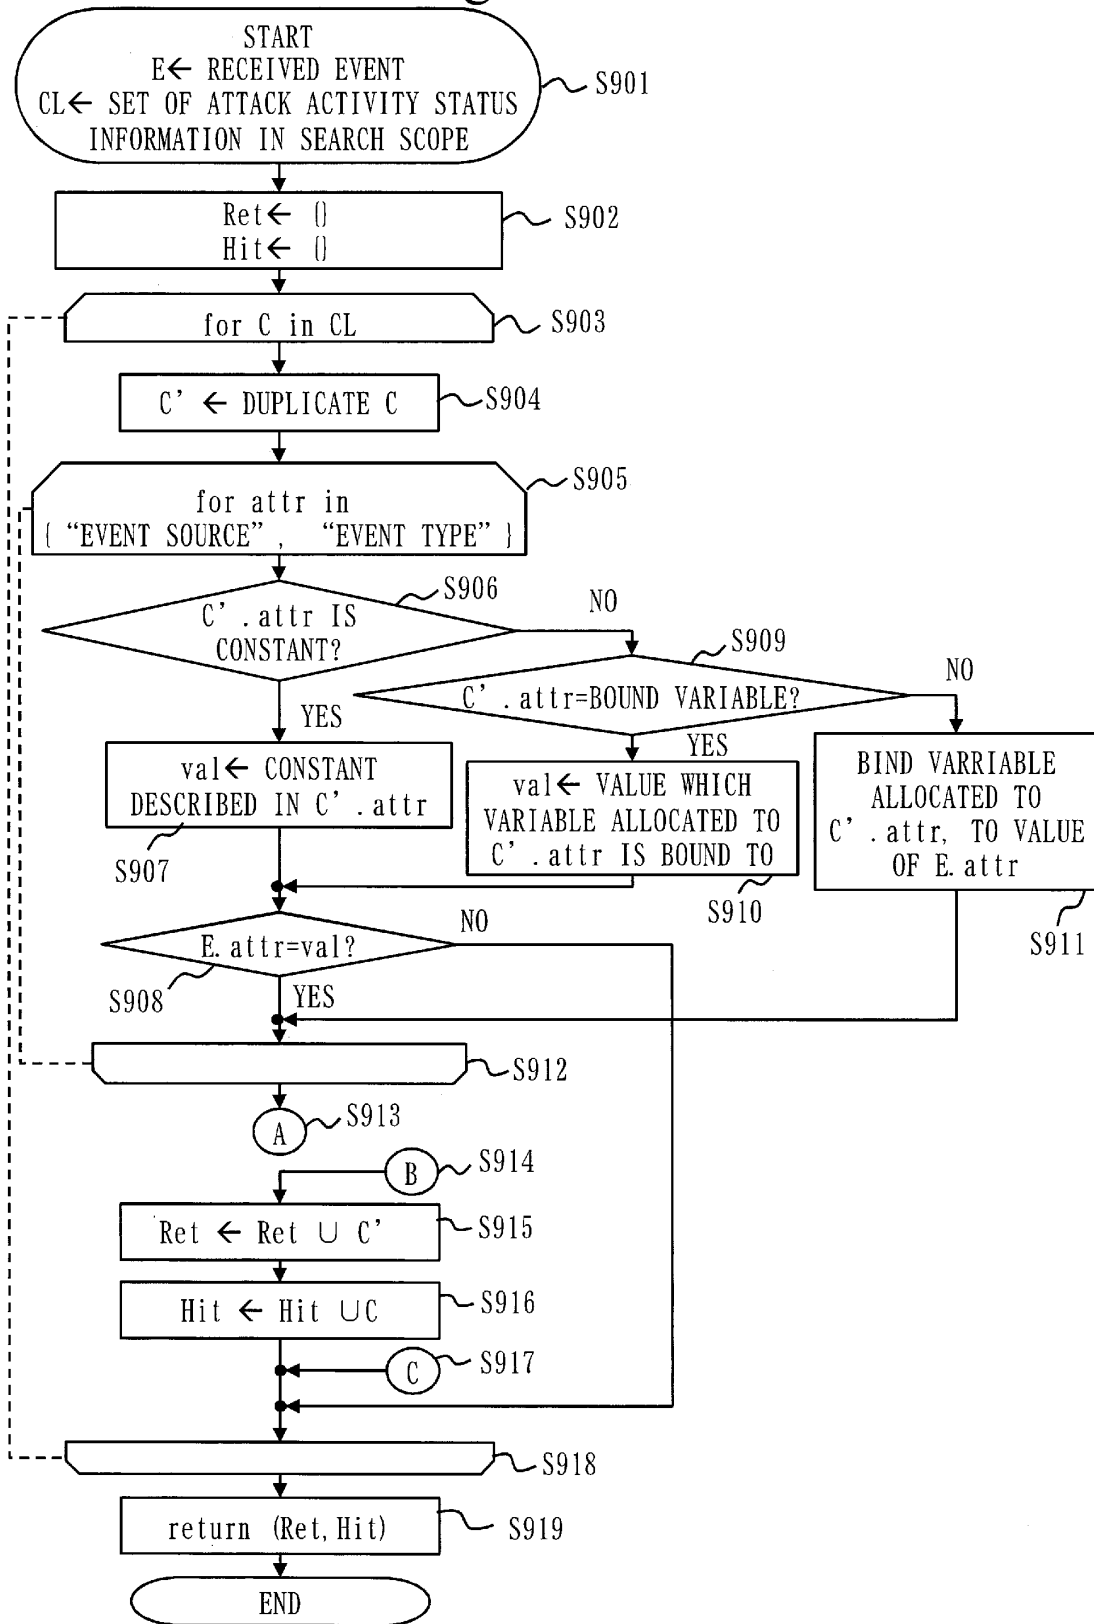 START
E← RECEIVED EVENT
CL← SET OF ATTACK ACTIVITY STATUS
INFORMATION IN SEARCH SCOPE
S901
Ret← {}
Hit← {}
S902
for C in CL
S903
C' ← DUPLICATE C
S904
for attr in
{ “EVENT SOURCE” , “EVENT TYPE” }
S905
C' .attr IS
CONSTANT?
S906
NO
YES
C' .attr=BOUND VARIABLE?
S909
NO
YES
val← CONSTANT
DESCRIBED IN C' .attr
S907
val← VALUE WHICH
VARIABLE ALLOCATED TO
C' .attr IS BOUND TO
S910
BIND VARRIABLE
ALLOCATED TO
C' .attr, TO VALUE
OF E.attr
S911
E.attr=val?
S908
NO
YES
S912
A
S913
B
S914
Ret ← Ret ∪ C'
S915
Hit ← Hit ∪C
S916
C
S917
S918
return (Ret,Hit)
S919
END